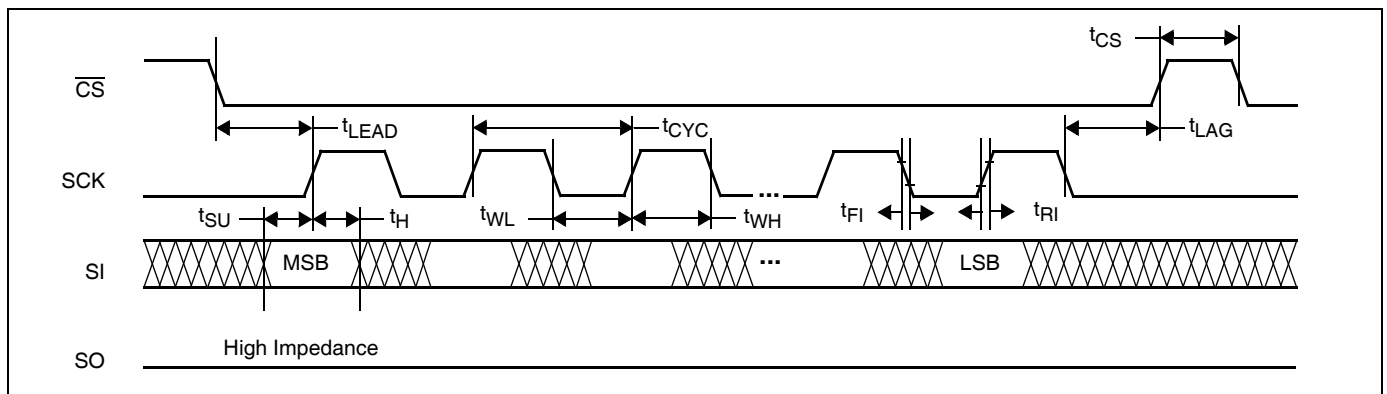 tCS
CS
tLEAD
tCYC
tLAG
SCK
...
tSU
tH
tWL
tWH
tFI
tRI
SI
MSB
...
LSB
High Impedance
SO